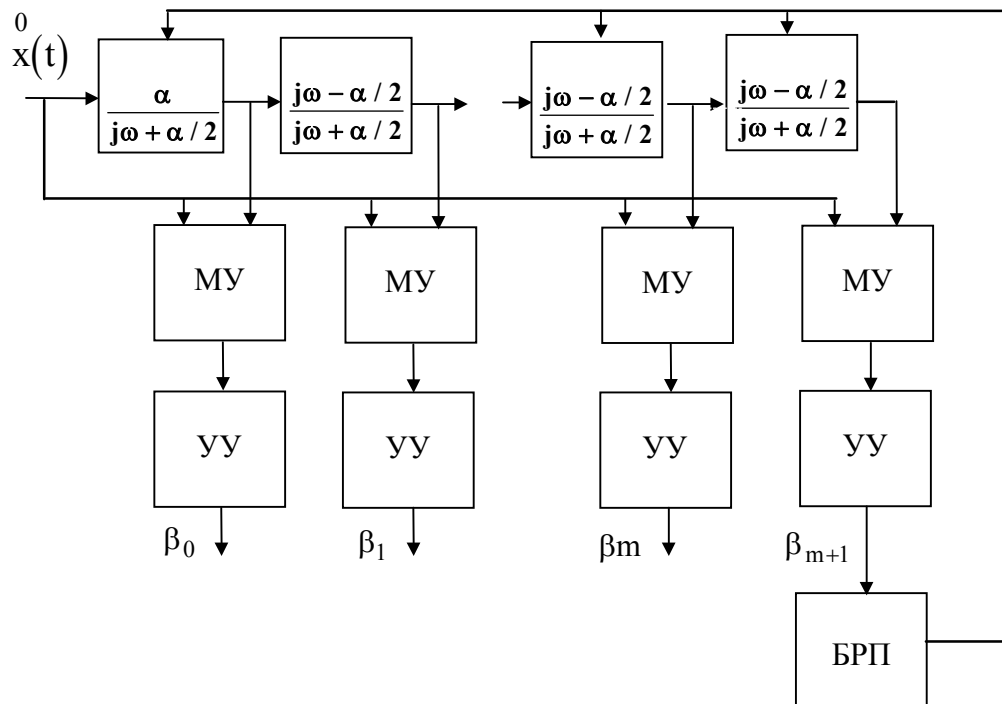 0
x(t)
α
jω + α / 2
jω − α / 2
jω + α / 2
jω − α / 2
jω + α / 2
jω − α / 2
jω + α / 2
МУ
МУ
МУ
МУ
УУ
УУ
УУ
УУ
β0
β1
βm
βm+1
БРП